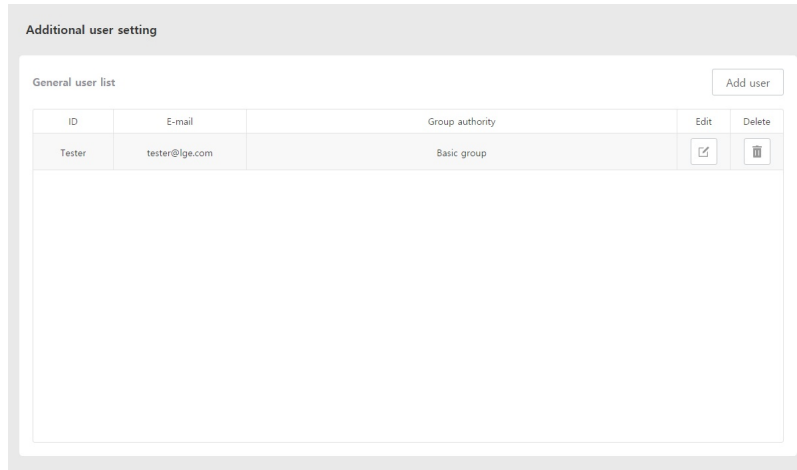 Additional user setting
General user list
Add user
ID E-mail Group authority Edit Delete
Tester tester@lge.com Basic group